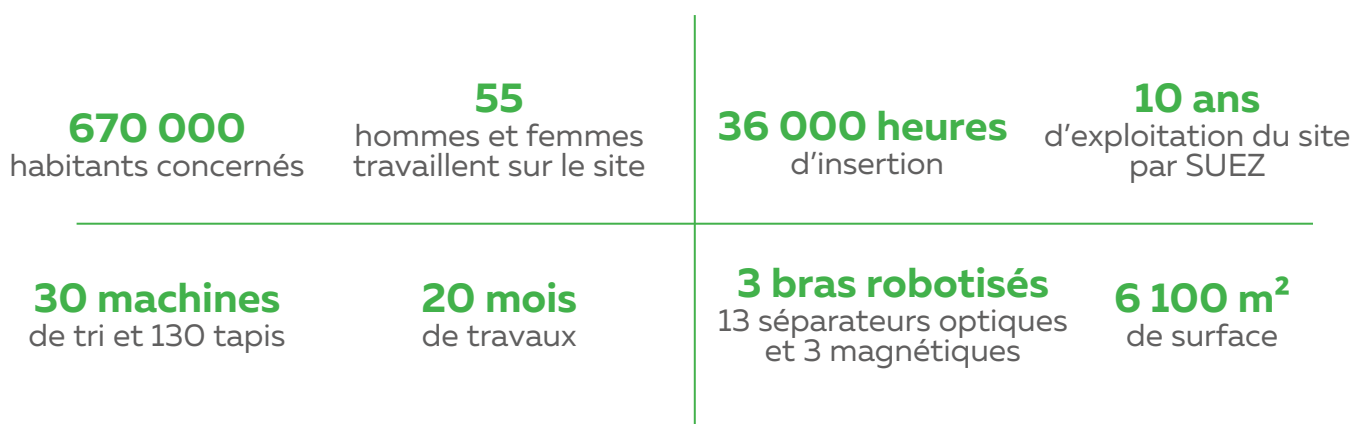 670 000
habitants concernés
55
hommes et femmes
travaillent sur le site
36 000 heures
d’insertion
10 ans
d’exploitation du site
par SUEZ
30 machines
de tri et 130 tapis
20 mois
de travaux
3 bras robotisés
13 séparateurs optiques
et 3 magnétiques
6 100 m²
de surface